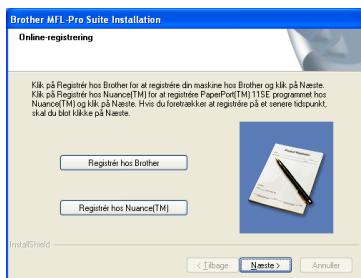 Brother MFL-Pro Suite Installation
Online-registrering
Klik på Registrér hos Brother for at registrére din maskine hos Brother og klik på Næste.
Klik på Registrér hos Nuance(TM) for at registrére PaperPort(TM) 11SE programmet hos
Nuance(TM) og klik på Næste. Hvis du foretrækker at registrére på et senere tidspunkt,
skal du blot klikke på Næste.
Registrér hos Brother
Registrér hos Nuance(TM)
InstallShield
< Tilbage
Næste >
Annuller